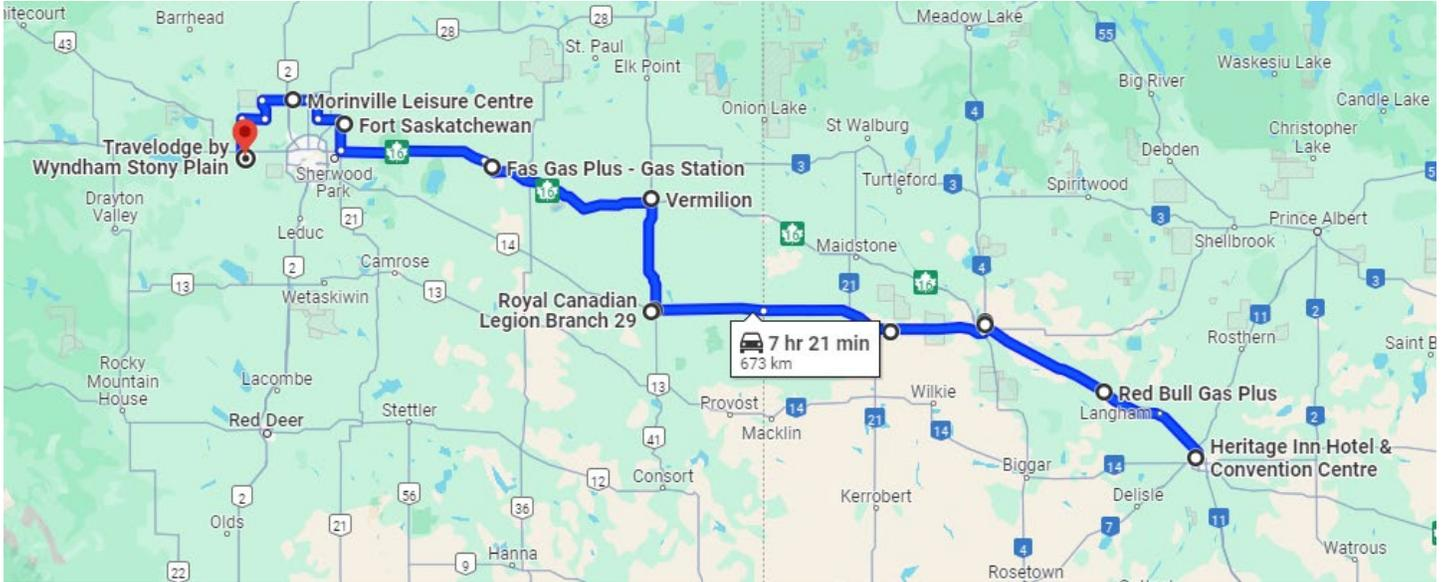 itecourt
Barrhead
28
28
Meadow Lake
43
St. Paul
55
Waskesiu Lake
2
Elk Point
Big River
Morinville Leisure Centre
Onion Lake
Candle Lake
4
Fort Saskatchewan
St Walburg
Christopher
Lake
Travelodge by
Wyndham Stony Plain
16
Debden
Fas Gas Plus - Gas Station
3
Sherwood
Park
16
Turtleford
3
Spiritwood
Drayton
Valley
Vermilion
3
Prince Albert
21
16
Shellbrook
Leduc
14
Maidstone
Camrose
2
4
13
13
21
16
3
Wetaskiwin
Royal Canadian
Legion Branch 29
11
2
7 hr 21 min
673 km
Rosthern
Saint B
Rocky
Mountain
House
Lacombe
13
Wilkie
Red Bull Gas Plus
Stettler
Provost
14
Langham
Red Deer
Macklin
21
14
2
41
Heritage Inn Hotel &
Convention Centre
Biggar
14
12
Consort
2
56
36
Kerrobert
Delisle
Olds
21
7
11
Hanna
4
Watrous
22
9
Rosetown